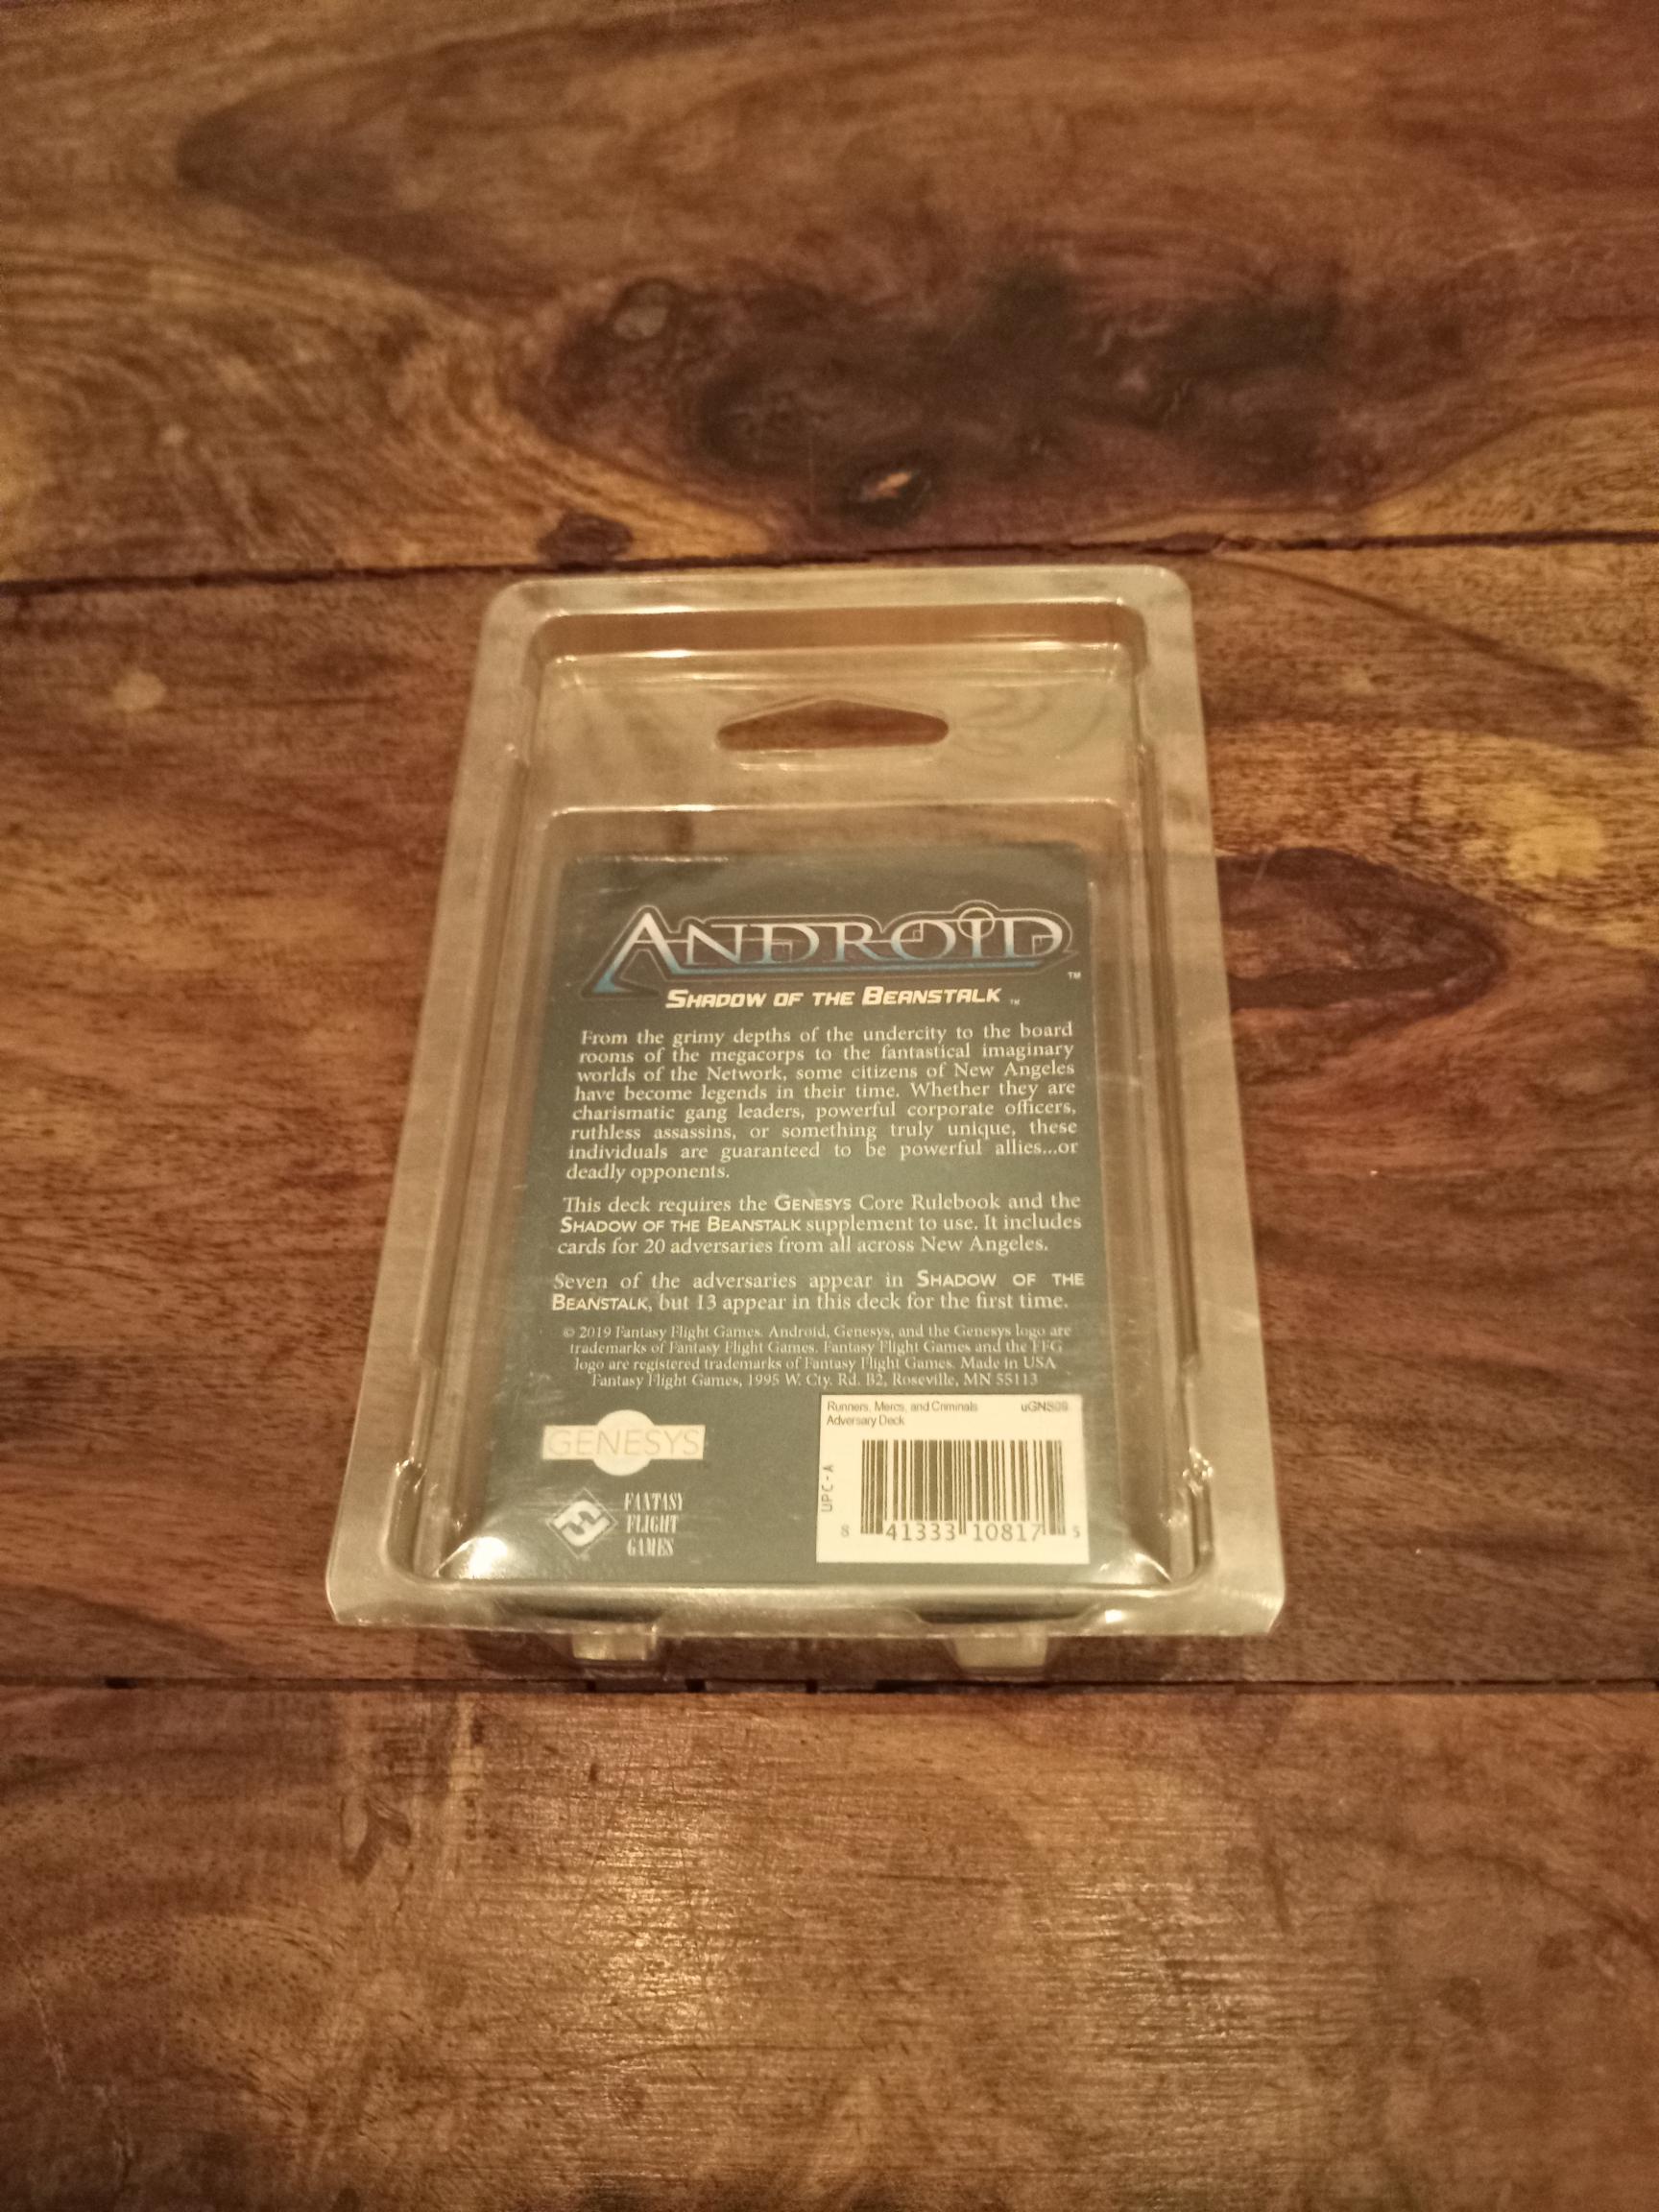 ANDROID
™
SHADOW OF THE BEANSTALK ™
From the grimy depths of the undercity to the board
rooms of the megacorps to the fantastical imaginary
worlds of the Network, some citizens of New Angeles
have become legends in their time. Whether they are
charismatic gang leaders, powerful corporate officers,
ruthless assassins, or something truly unique, these
individuals are guaranteed to be powerful allies...or
deadly opponents.
This deck requires the GENESYS Core Rulebook and the
SHADOW OF THE BEANSTALK supplement to use. It includes
cards for 20 adversaries from all across New Angeles.
Seven of the adversaries appear in SHADOW OF THE
BEANSTALK, but 13 appear in this deck for the first time.
© 2019 Fantasy Flight Games. Android, Genesys, and the Genesys logo are
trademarks of Fantasy Flight Games. Fantasy Flight Games and the FFG
logo are registered trademarks of Fantasy Flight Games. Made in USA
Fantasy Flight Games, 1995 W. Cty. Rd. B2, Roseville, MN 55113
GENESYS
FANTASY
FLIGHT
GAMES
Runners, Mercs, and Criminals
Adversary Deck
UPC-A
8 41333 10817 5